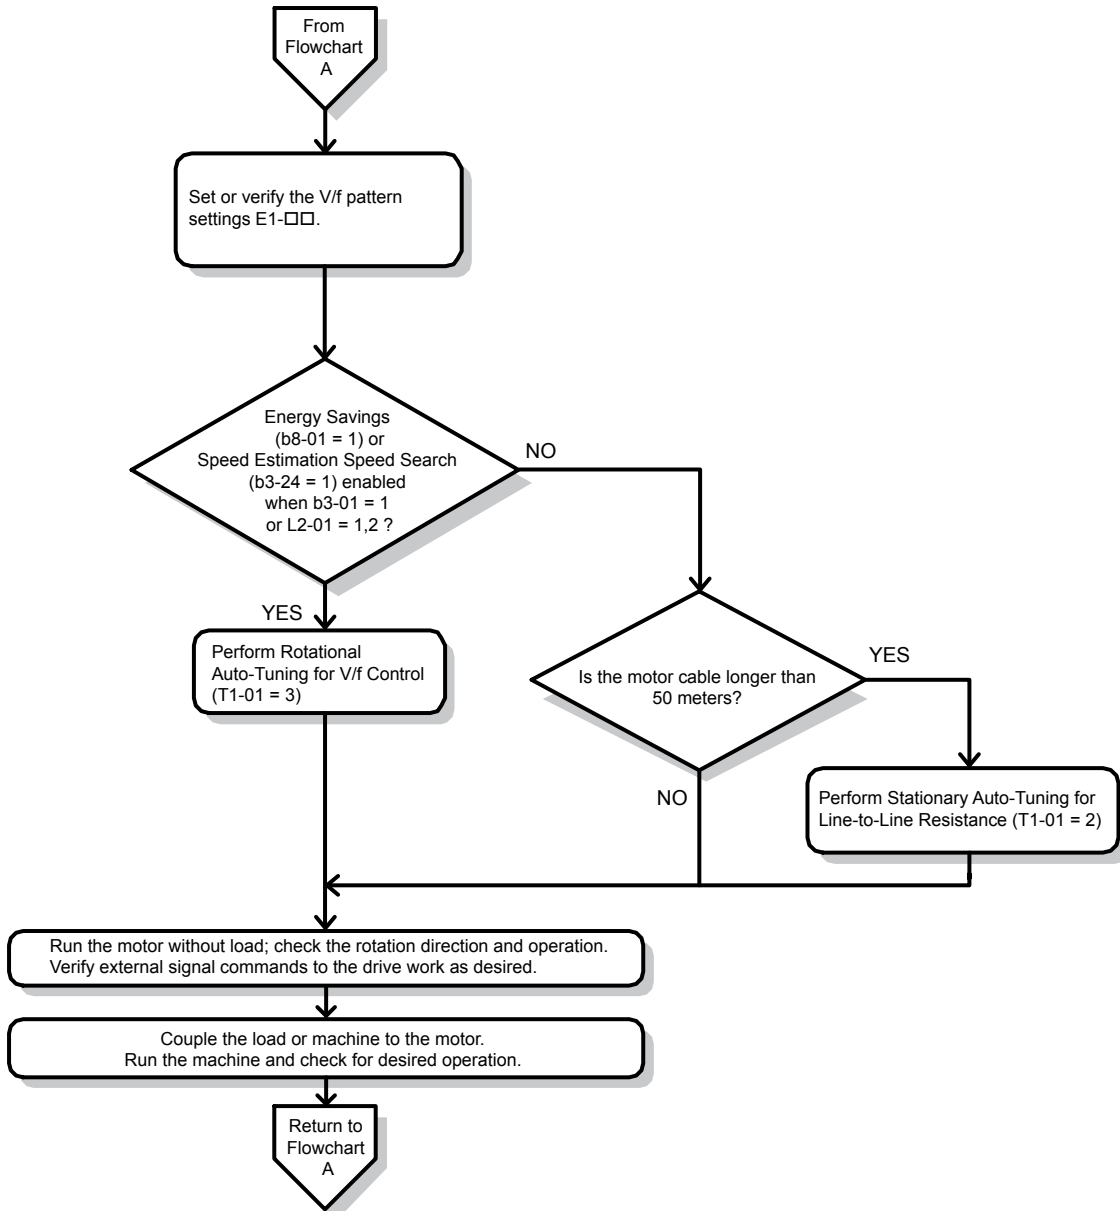 From
Flowchart
A
Set or verify the V/f pattern
settings E1-□□.
Energy Savings
(b8-01 = 1) or
Speed Estimation Speed Search
(b3-24 = 1) enabled
when b3-01 = 1
or L2-01 = 1,2 ?
NO
YES
Perform Rotational
Auto-Tuning for V/f Control
(T1-01 = 3)
Is the motor cable longer than
50 meters?
YES
NO
Perform Stationary Auto-Tuning for
Line-to-Line Resistance (T1-01 = 2)
Run the motor without load; check the rotation direction and operation.
Verify external signal commands to the drive work as desired.
Couple the load or machine to the motor.
Run the machine and check for desired operation.
Return to
Flowchart
A